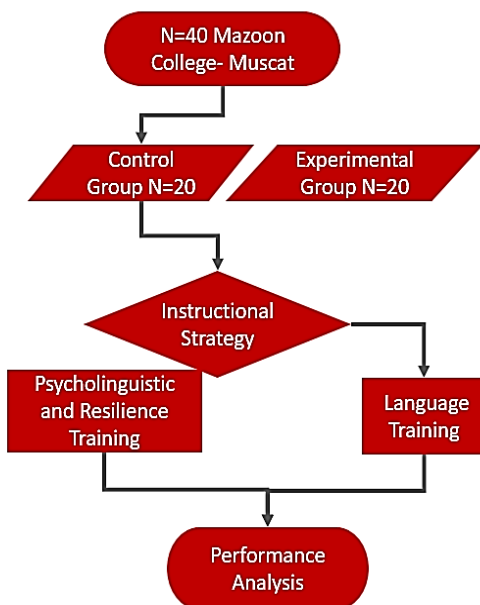 N=40 Mazoon
College- Muscat
Control
Group N=20
Experimental
Group N=20
Instructional
Strategy
Psycholinguistic
and Resilience
Training
Language
Training
Performance
Analysis